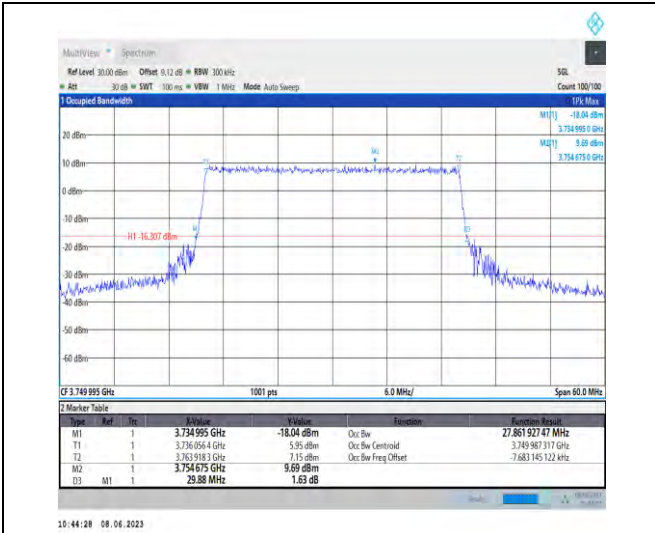 MultiView Spectrum
Ref Level 30.00 dBm Offset 9.12 dB RBW 300 kHz SGL
Att 30 dB SWT 100 ms VBW 1 MHz Mode Auto Sweep Count 100/100
1 Occupied Bandwidth 1Pk Max
M1[1] -18.04 dBm
3.734 995 0 GHz
M2[1] 9.69 dBm
3.754 675 0 GHz
20 dBm
10 dBm
0 dBm
-10 dBm
H1 -16.307 dBm
-30 dBm
-40 dBm
-50 dBm
-60 dBm
M2
T2
CF 3.749 995 GHz 1001 pts 6.0 MHz/ Span 60.0 MHz
2 Marker Table
Type Ref Trc X-Value Y-Value Function Function Result
M1 1 3.734 995 GHz -18.04 dBm Occ Bw 27.861 927 47 MHz
T1 1 3.736 056 4 GHz 5.95 dBm Occ Bw Centroid 3.749 987 317 GHz
T2 1 3.763 918 3 GHz 7.15 dBm Occ Bw Freq Offset -7.683 145 122 kHz
M2 1 3.754 675 GHz 9.69 dBm
D3 M1 1 29.88 MHz 1.63 dB
10:44:28 08.06.2023